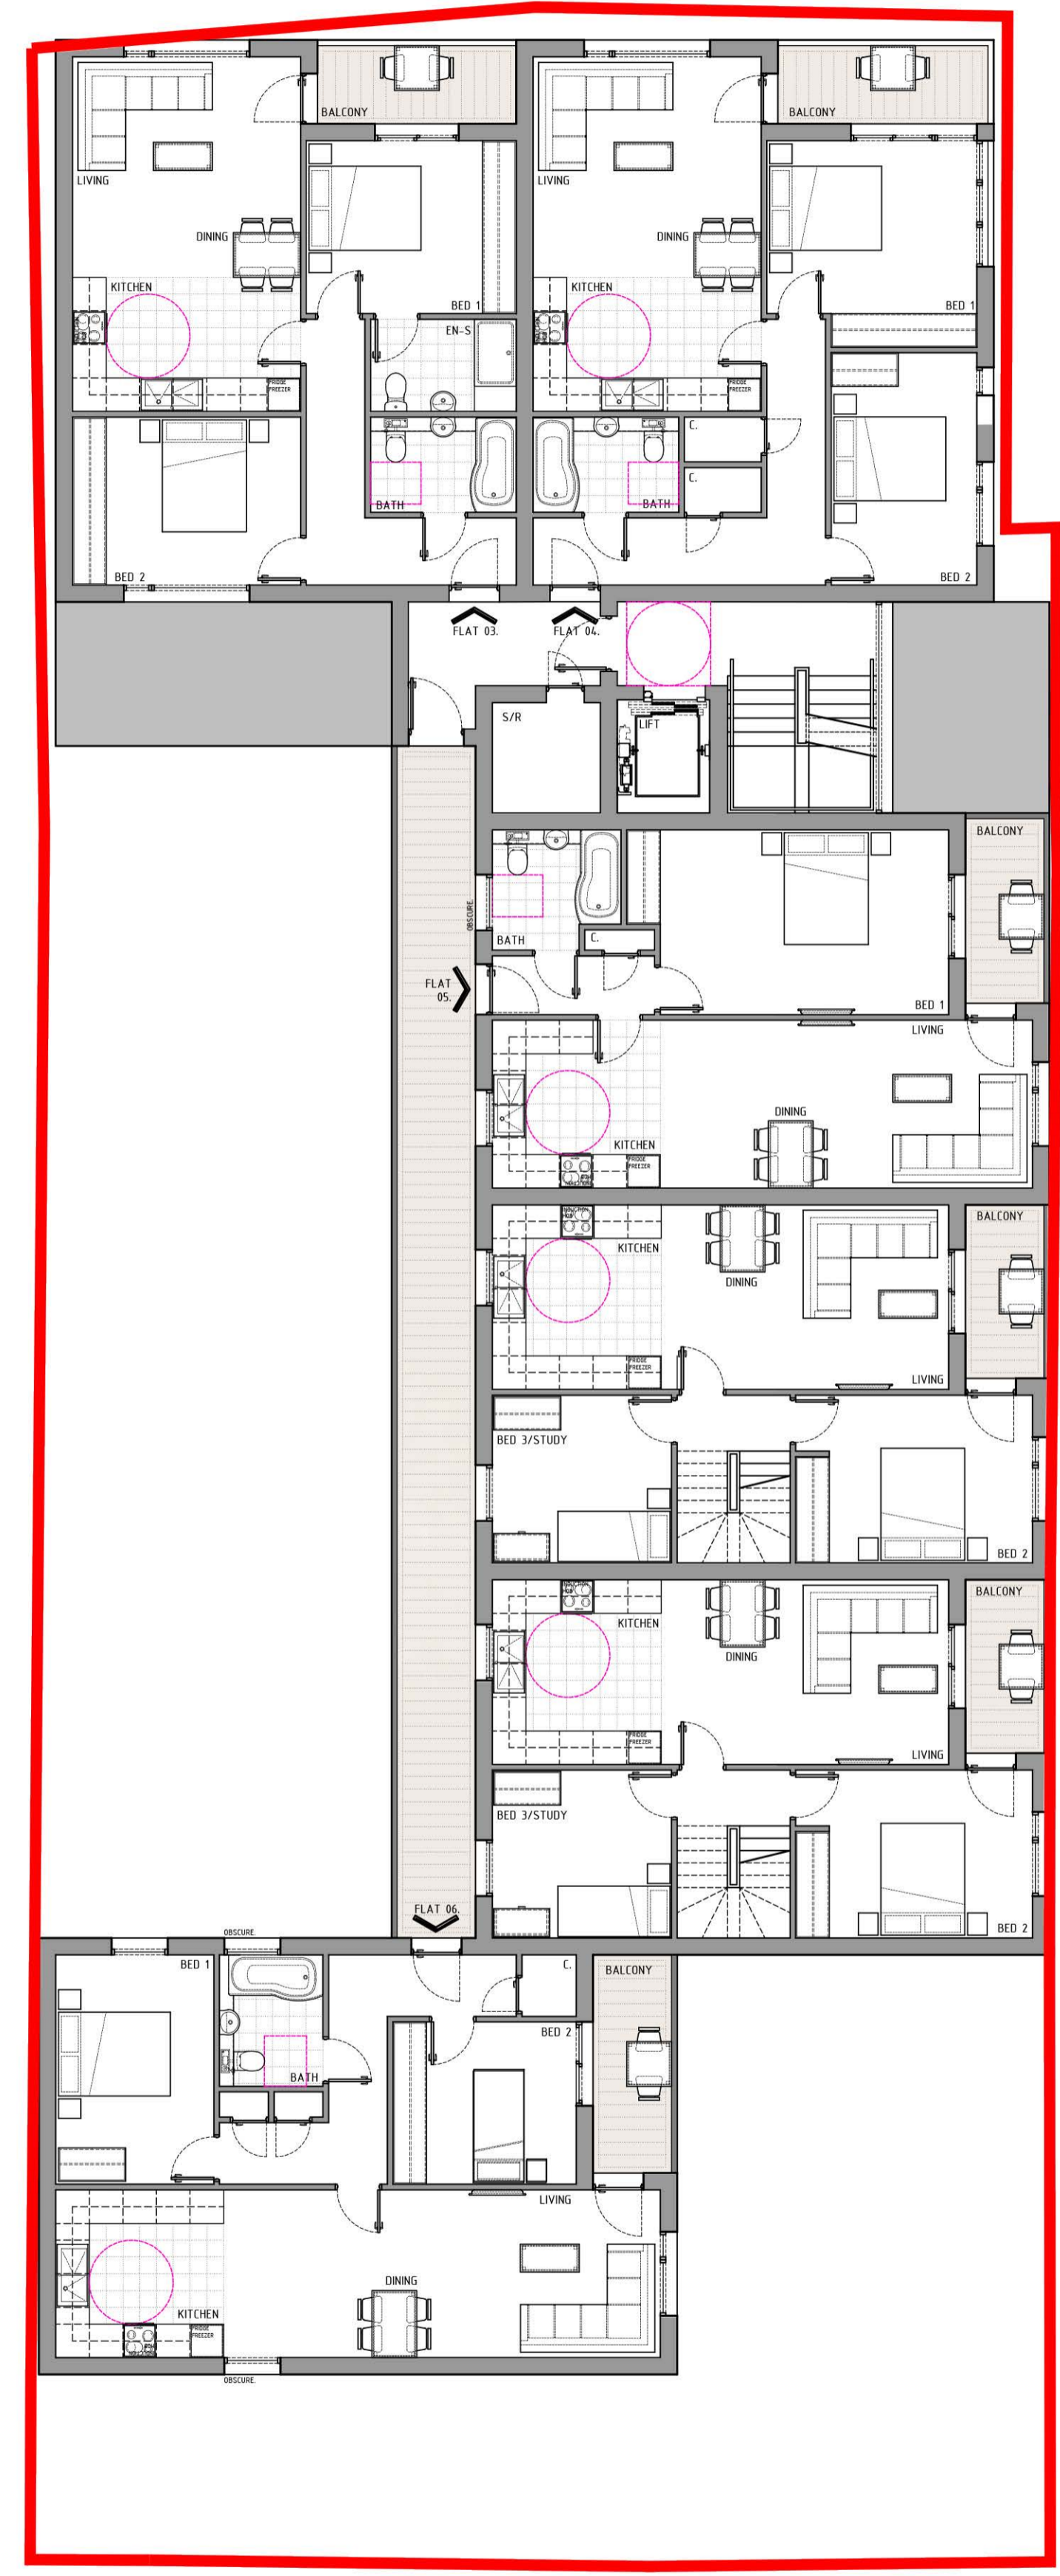 BALCONY
BALCONY
LIVING
LIVING
DINING
DINING
KITCHEN
KITCHEN
BED 1
BED 1
EN-S
FRIDGE
FREEZER
FRIDGE
FREEZER
C.
C.
BATH
BATH
BED 2
BED 2
FLAT 03.
FLAT 04.
S/R
LIFT
BALCONY
OBSCURE.
BATH
C.
FLAT
05.
BED 1
LIVING
DINING
KITCHEN
FRIDGE
FREEZER
BALCONY
INDUCTION
HOB
KITCHEN
DINING
FRIDGE
FREEZER
LIVING
BED 3/STUDY
BED 2
BALCONY
INDUCTION
HOB
KITCHEN
DINING
FRIDGE
FREEZER
LIVING
BED 3/STUDY
BED 2
FLAT 06.
OBSCURE.
BED 1
C.
BALCONY
BED 2
BATH
LIVING
DINING
KITCHEN
FRIDGE
FREEZER
OBSCURE.